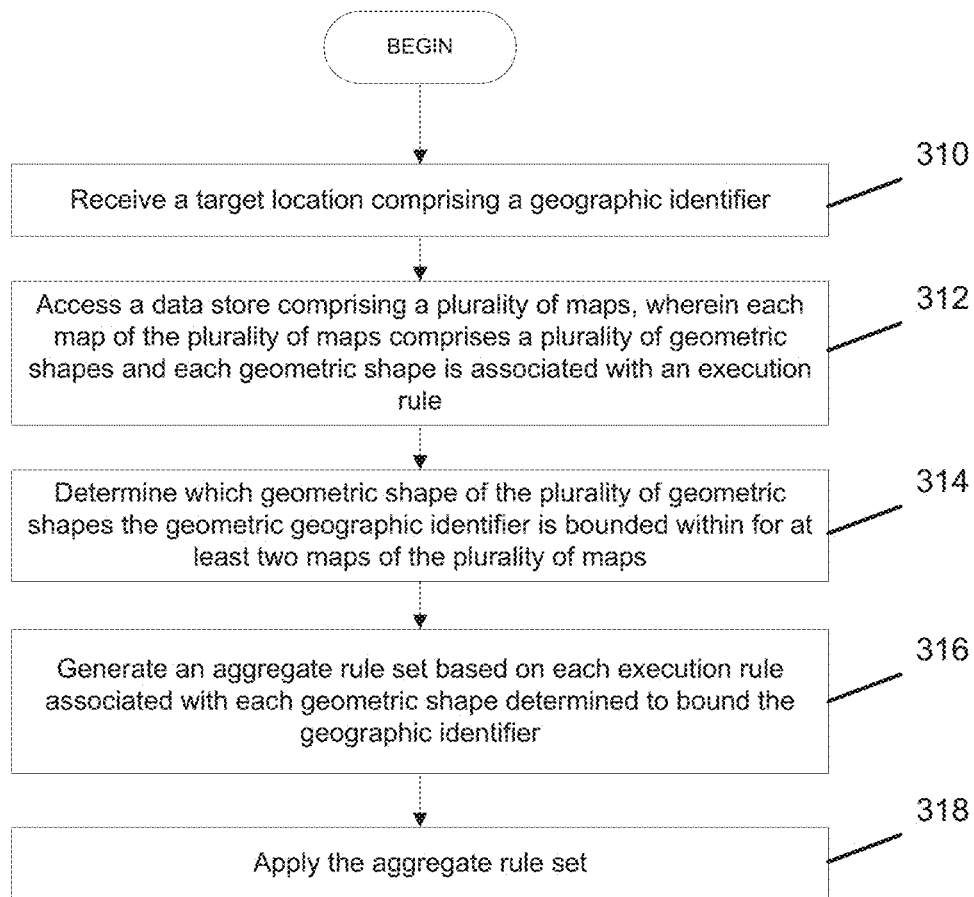 BEGIN
310
Receive a target location comprising a geographic identifier
312
Access a data store comprising a plurality of maps, wherein each
map of the plurality of maps comprises a plurality of geometric
shapes and each geometric shape is associated with an execution
rule
314
Determine which geometric shape of the plurality of geometric
shapes the geometric geographic identifier is bounded within for at
least two maps of the plurality of maps
316
Generate an aggregate rule set based on each execution rule
associated with each geometric shape determined to bound the
geographic identifier
318
Apply the aggregate rule set